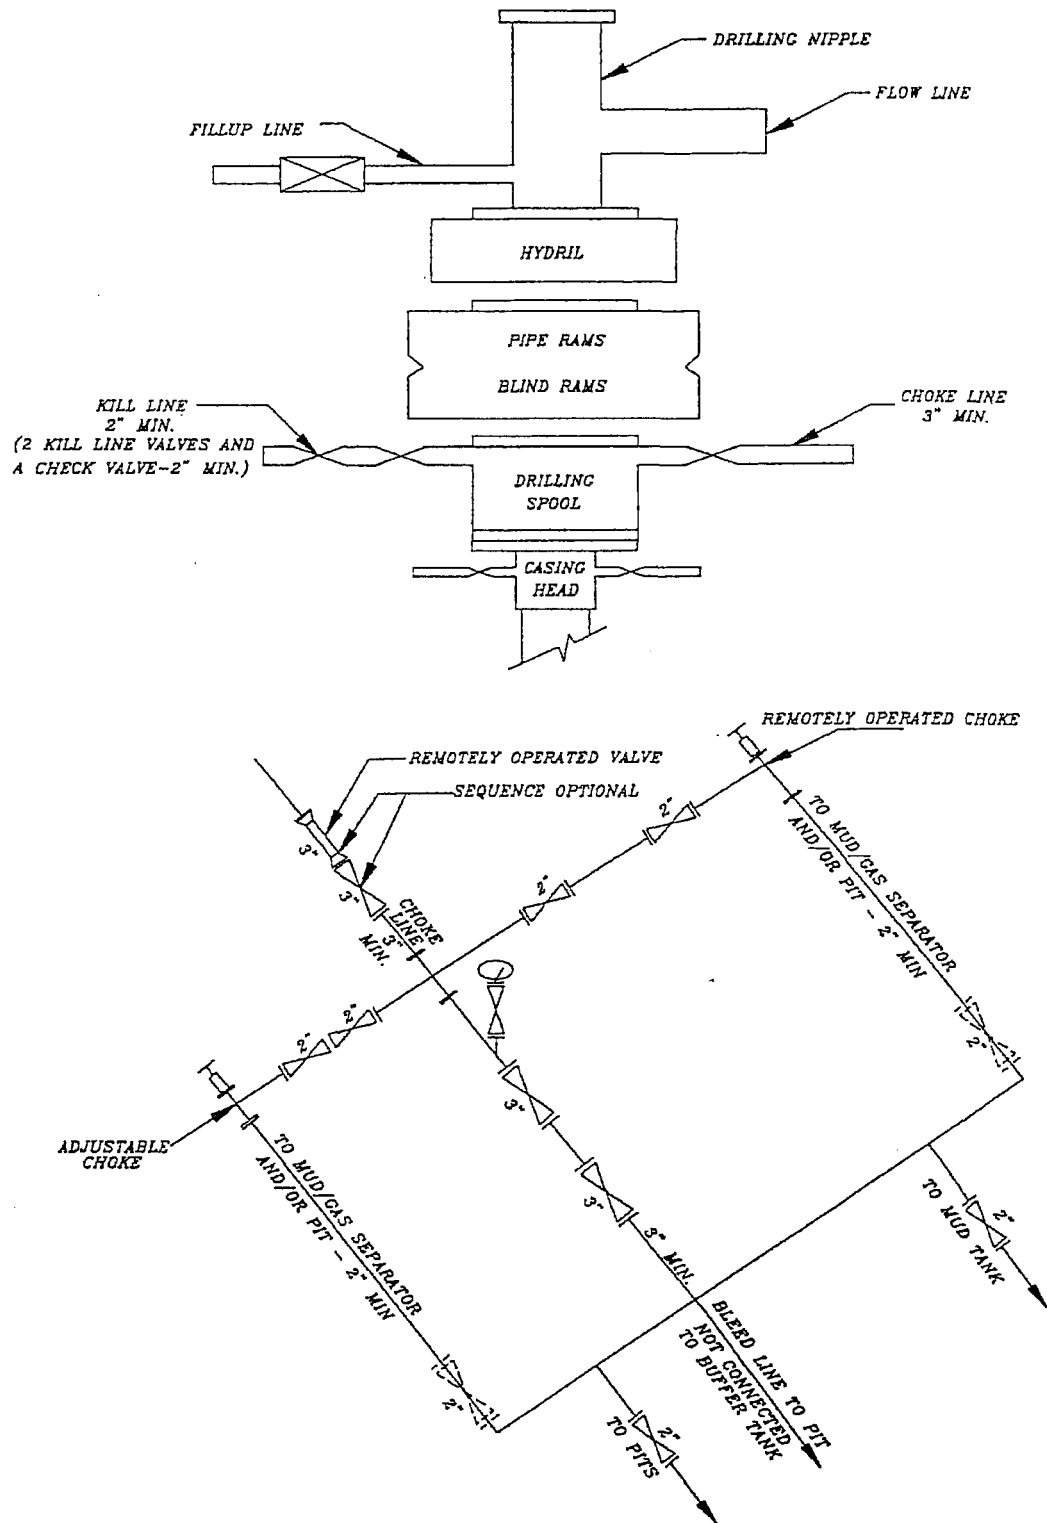 DRILLING NIPPLE
FLOW LINE
FILLUP LINE
HYDRIL
PIPE RAMS
BLIND RAMS
KILL LINE
2" MIN.
(2 KILL LINE VALVES AND
A CHECK VALVE-2" MIN.)
CHOKE LINE
3" MIN.
DRILLING
SPOOL
CASING
HEAD
REMOTELY OPERATED CHOKE
REMOTELY OPERATED VALVE
SEQUENCE OPTIONAL
3"
3"
CHOKE
LINE
3"
MIN.
2"
2"
TO MUD/GAS SEPARATOR
AND/OR PIT - 2" MIN
2"
2"
2"
3"
3"
3" MIN.
ADJUSTABLE
CHOKE
TO MUD/GAS SEPARATOR
AND/OR PIT - 2" MIN
2"
2"
TO MUD TANK
BLEED LINE TO PIT
NOT CONNECTED
TO BUFFER TANK
2"
TO PITS